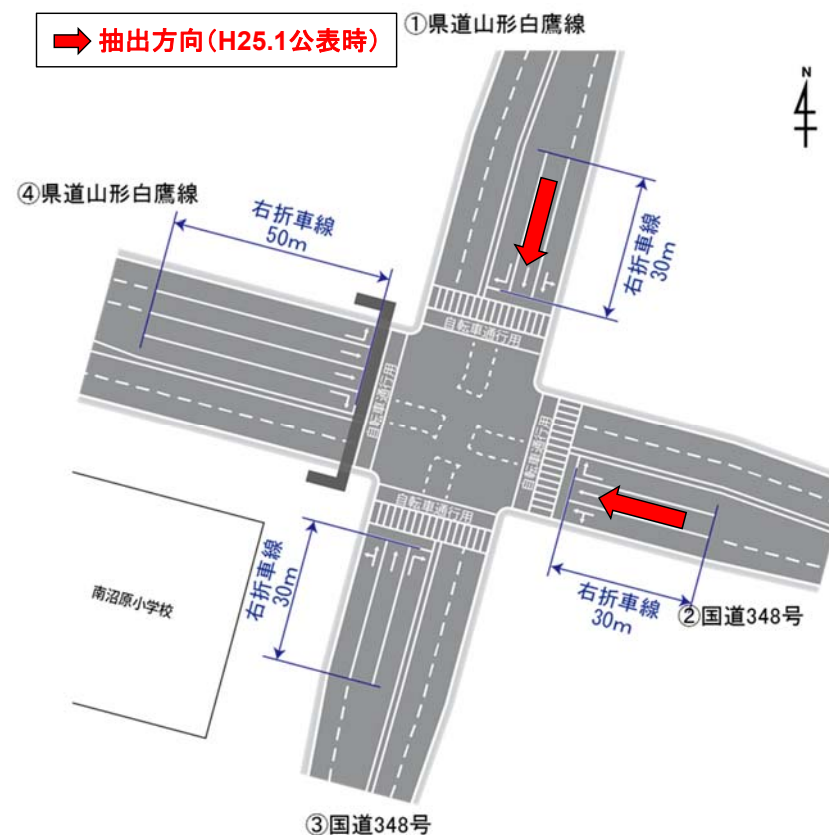 抽出方向(H25.1公表時)
①県道山形白鷹線
N
④県道山形白鷹線
右折車線
50m
右折車線
30m
自転車通行用
自転車通行用
自転車通行用
自転車通行用
右折車線
30m
右折車線
30m
②国道348号
南沼原小学校
③国道348号